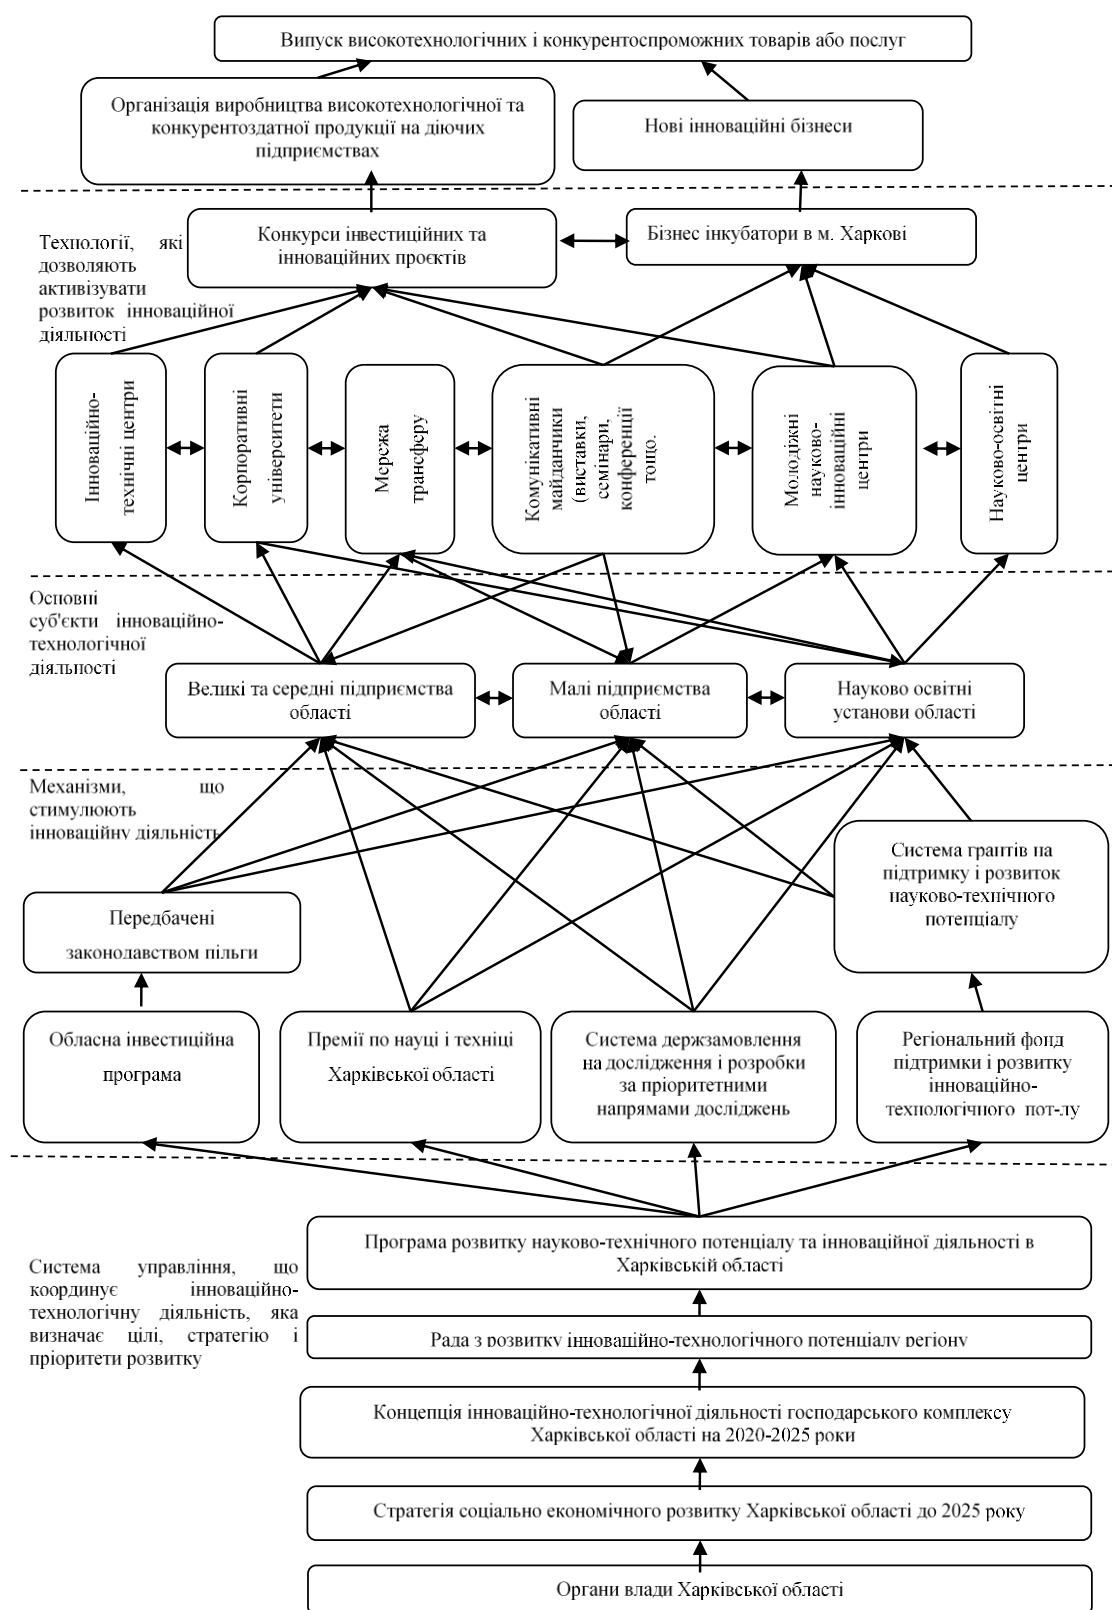 Випуск високотехнологічних і конкурентоспроможних товарів або послуг
Організація виробництва високотехнологічної та
конкурентоздатної продукції на діючих
підприємствах
Нові інноваційні бізнеси
Технології, які
дозволяють
активізувати
розвиток інноваційної
діяльності
Конкурси інвестиційних та
інноваційних проєктів
Бізнес інкубатори в м. Харкові
Інноваційно-
технічні центри
Корпоративні
університети
Мережа
трансферу
Комунікативні
майданчики
(виставки,
семінари,
конференції
тощо.
Молодіжні
науково-
інноваційні
центри
Науково-освітні
центри
Основні
суб'єкти інноваційно-
технологічної
діяльності
Великі та середні підприємства
області
Малі підприємства
області
Науково освітні
установи області
Механізми, що
стимулюють
інноваційну діяльність
Система грантів на
підтримку і розвиток
науково-технічного
потенціалу
Передбачені
законодавством пільги
Обласна інвестиційна
програма
Премії по науці і техніці
Харківської області
Система держзамовлення
на дослідження і розробки
за пріоритетними
напрямами досліджень
Регіональний фонд
підтримки і розвитку
інноваційно-
технологічного пот-лу
Система управління, що
координує інноваційно-
технологічну діяльність, яка
визначає цілі, стратегію і
пріоритети розвитку
Програма розвитку науково-технічного потенціалу та інноваційної діяльності в
Харківській області
Рада з розвитку інноваційно-технологічного потенціалу регіону
Концепція інноваційно-технологічної діяльності господарського комплексу
Харківської області на 2020-2025 роки
Стратегія соціально економічного розвитку Харківської області до 2025 року
Органи влади Харківської області